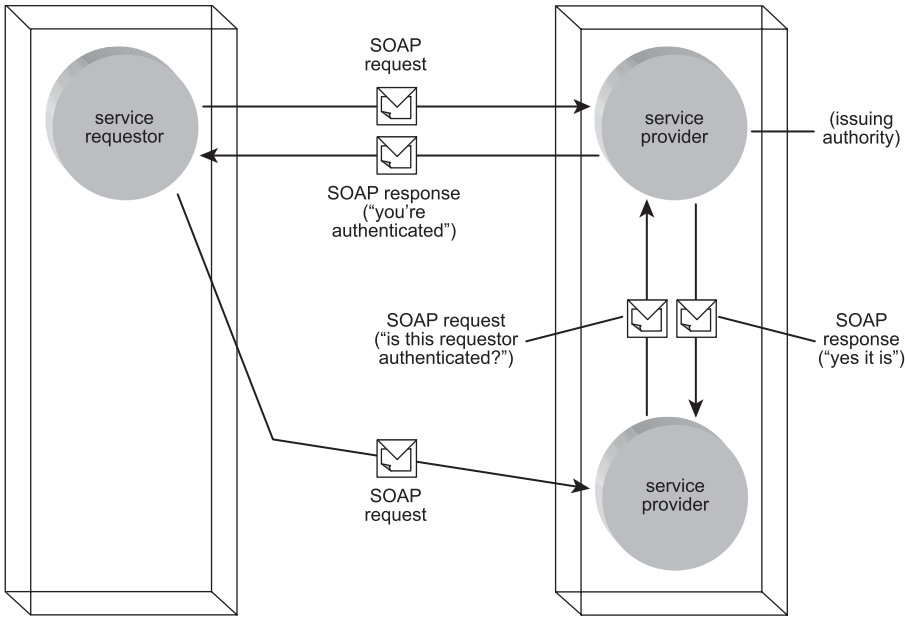 SOAP
request
service
requestor
service
provider
(issuing
authority)
SOAP response
(“you’re
authenticated”)
SOAP request
(“is this requestor
authenticated?”)
SOAP
response
(“yes it is”)
SOAP
request
service
provider